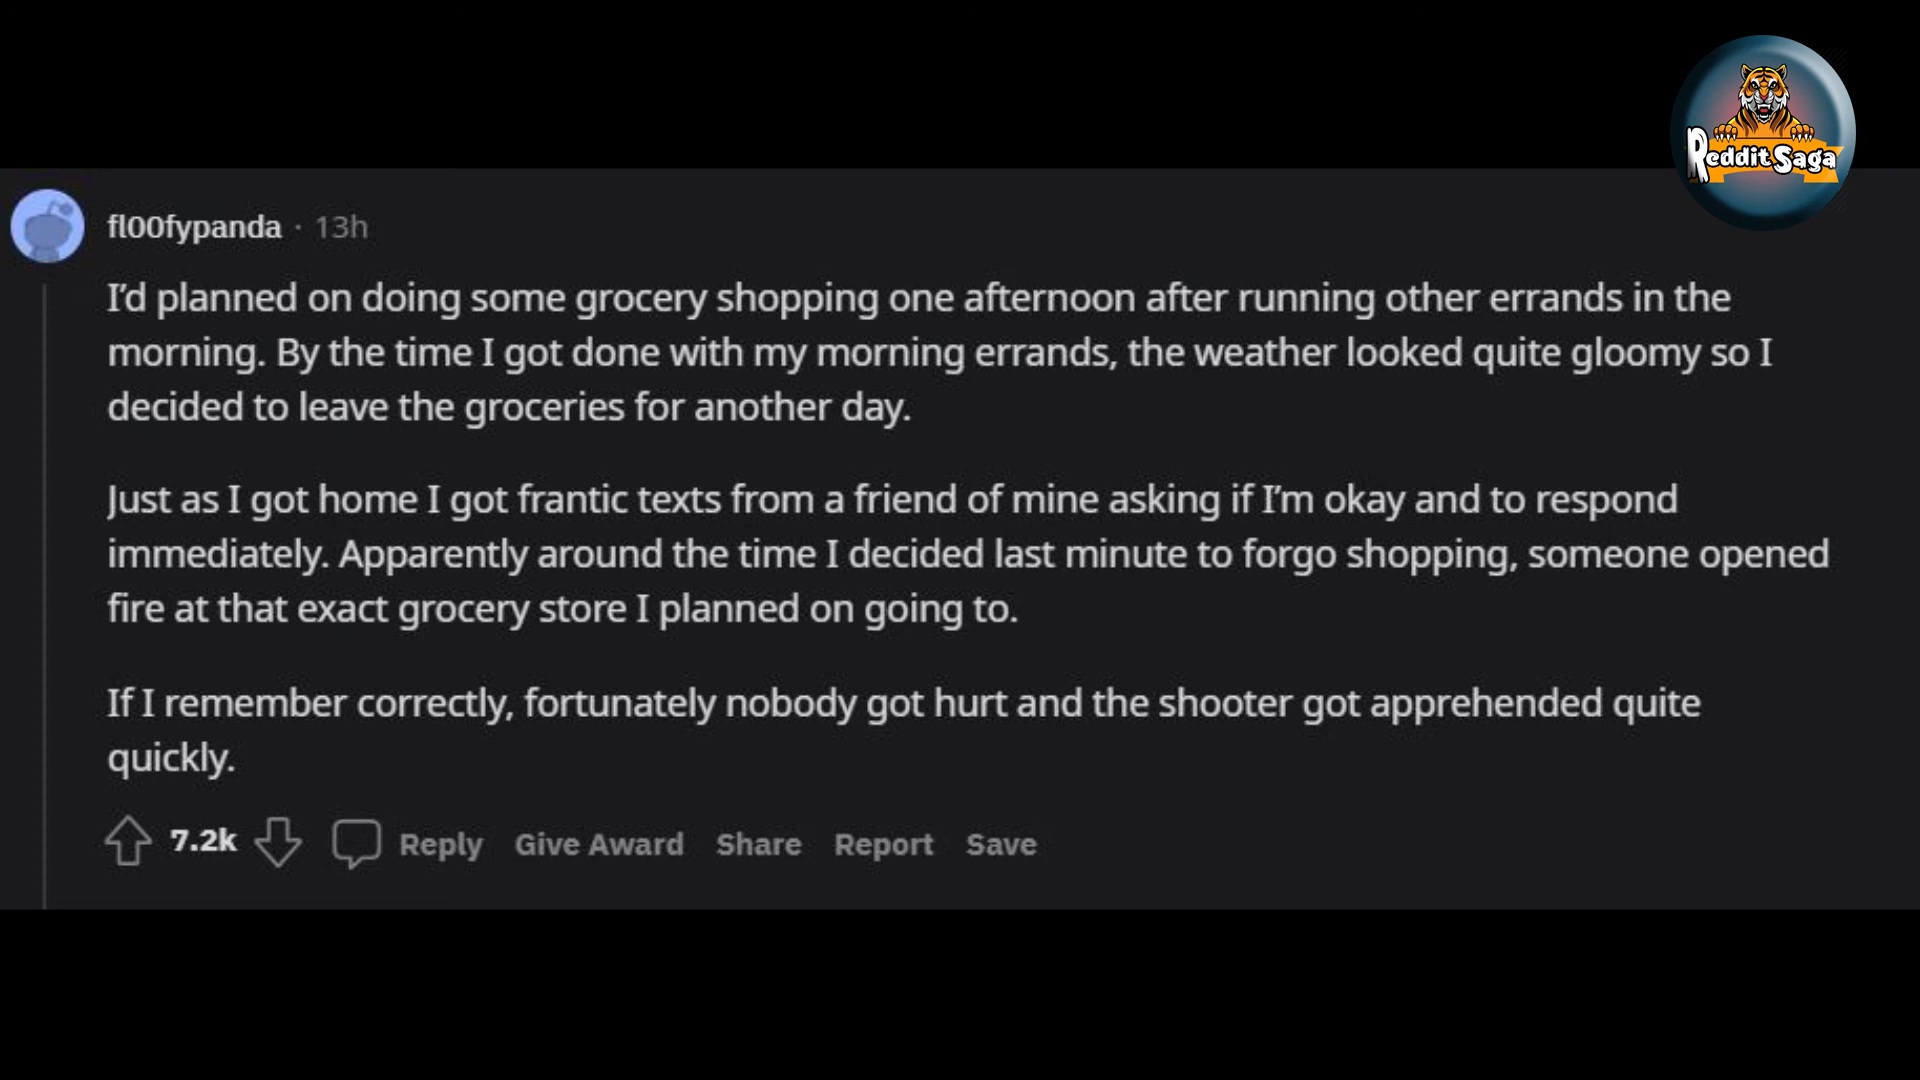 Reddit Saga
fl00fypanda · 13h
I'd planned on doing some grocery shopping one afternoon after running other errands in the
morning. By the time I got done with my morning errands, the weather looked quite gloomy so I
decided to leave the groceries for another day.
Just as I got home I got frantic texts from a friend of mine asking if I'm okay and to respond
immediately. Apparently around the time I decided last minute to forgo shopping, someone opened
fire at that exact grocery store I planned on going to.
If I remember correctly, fortunately nobody got hurt and the shooter got apprehended quite
quickly.
7.2k Reply Give Award Share Report Save